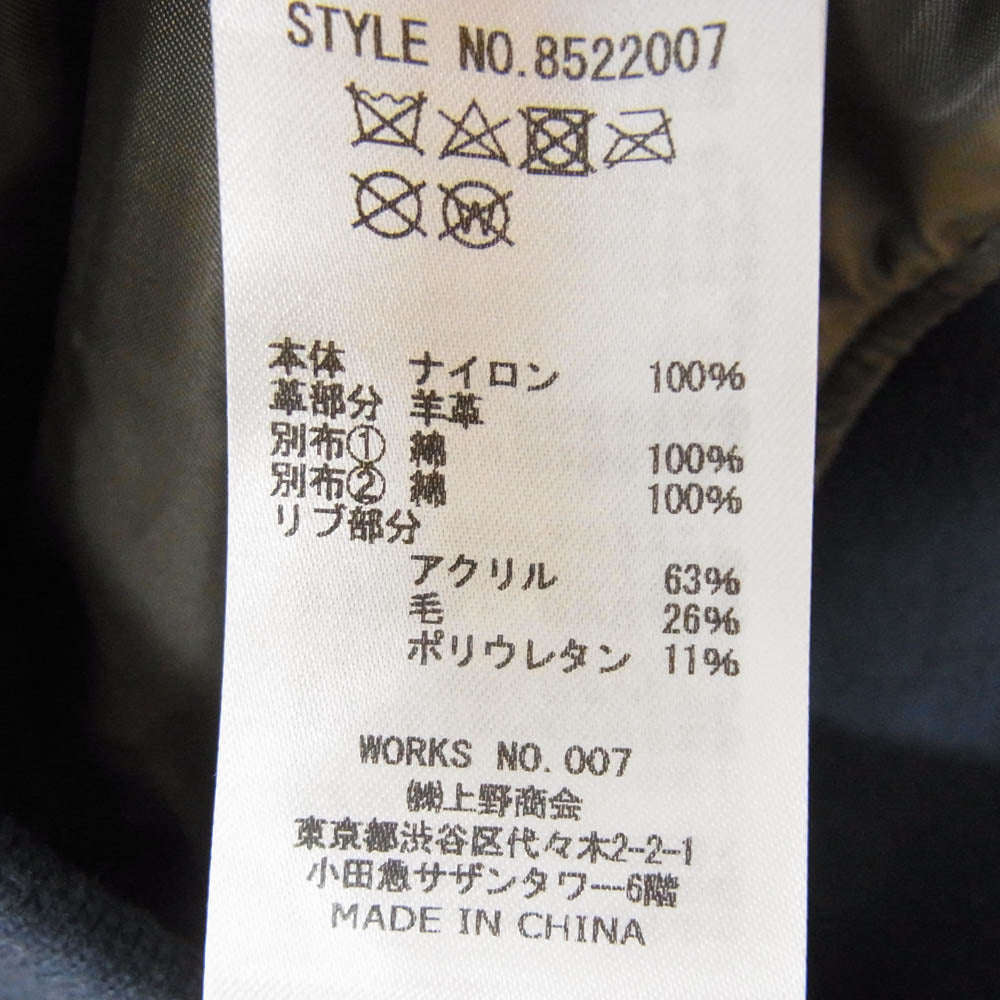 STYLE NO.8522007
W
本体 ナイロン 100%
革部分 羊革
別布① 綿 100%
別布② 綿 100%
リブ部分
アクリル 63%
毛 26%
ポリウレタン 11%
WORKS NO. 007
㈱上野商会
東京都渋谷区代々木2-2-1
小田急サザンタワー6階
MADE IN CHINA